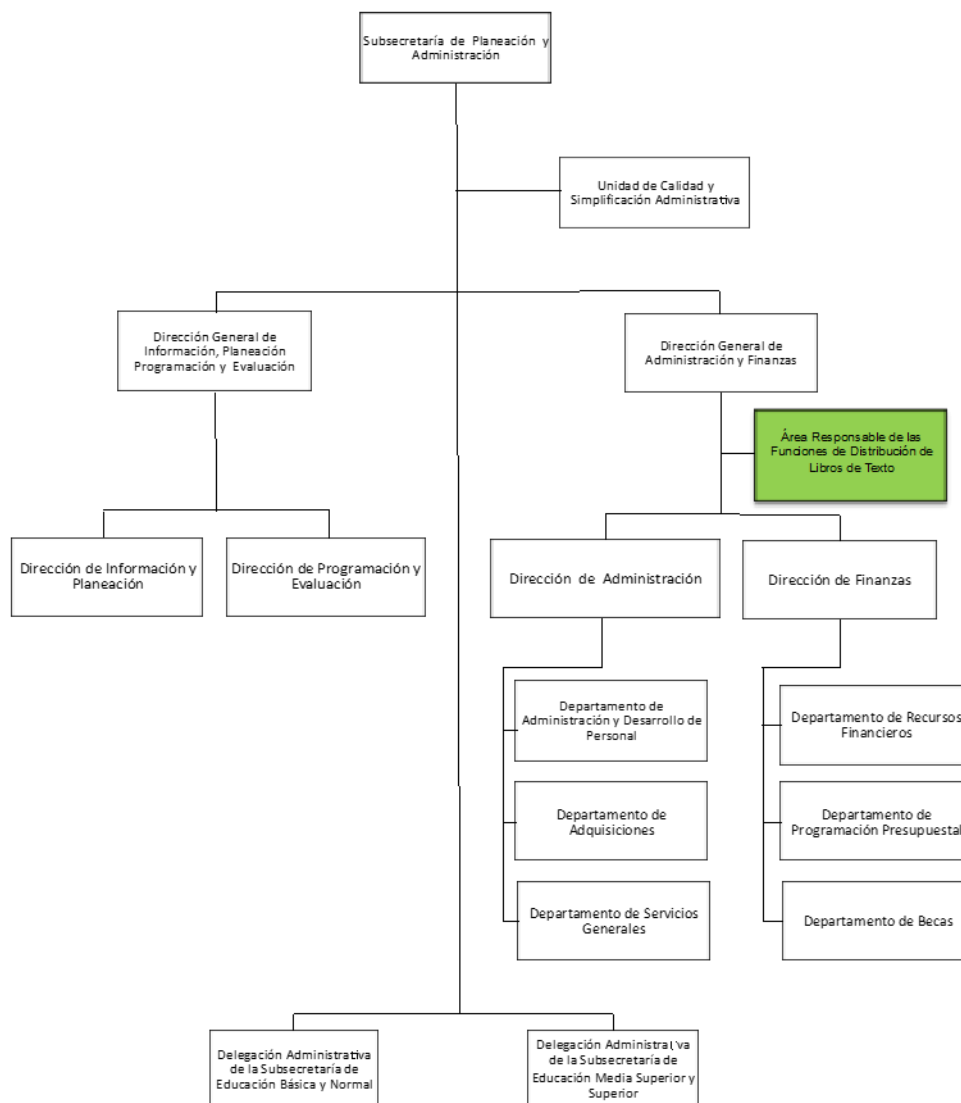 Subsecretaría de Planeación y
Administración
Unidad de Calidad y
Simplificación Administrativa
Dirección General de
Información, Planeación
Programación y Evaluación
Dirección General de
Administración y Finanzas
Área Responsable de las
Funciones de Distribución de
Libros de Texto
Dirección de Información y
Planeación
Dirección de Programación y
Evaluación
Dirección de Administración
Dirección de Finanzas
Departamento de
Administración y Desarrollo de
Personal
Departamento de Recursos
Financieros
Departamento de
Adquisiciones
Departamento de
Programación Presupuestal
Departamento de Servicios
Generales
Departamento de Becas
Delegación Administrativa
de la Subsecretaría de
Educación Básica y Normal
Delegación Administrativa
de la Subsecretaría de
Educación Media Superior y
Superior